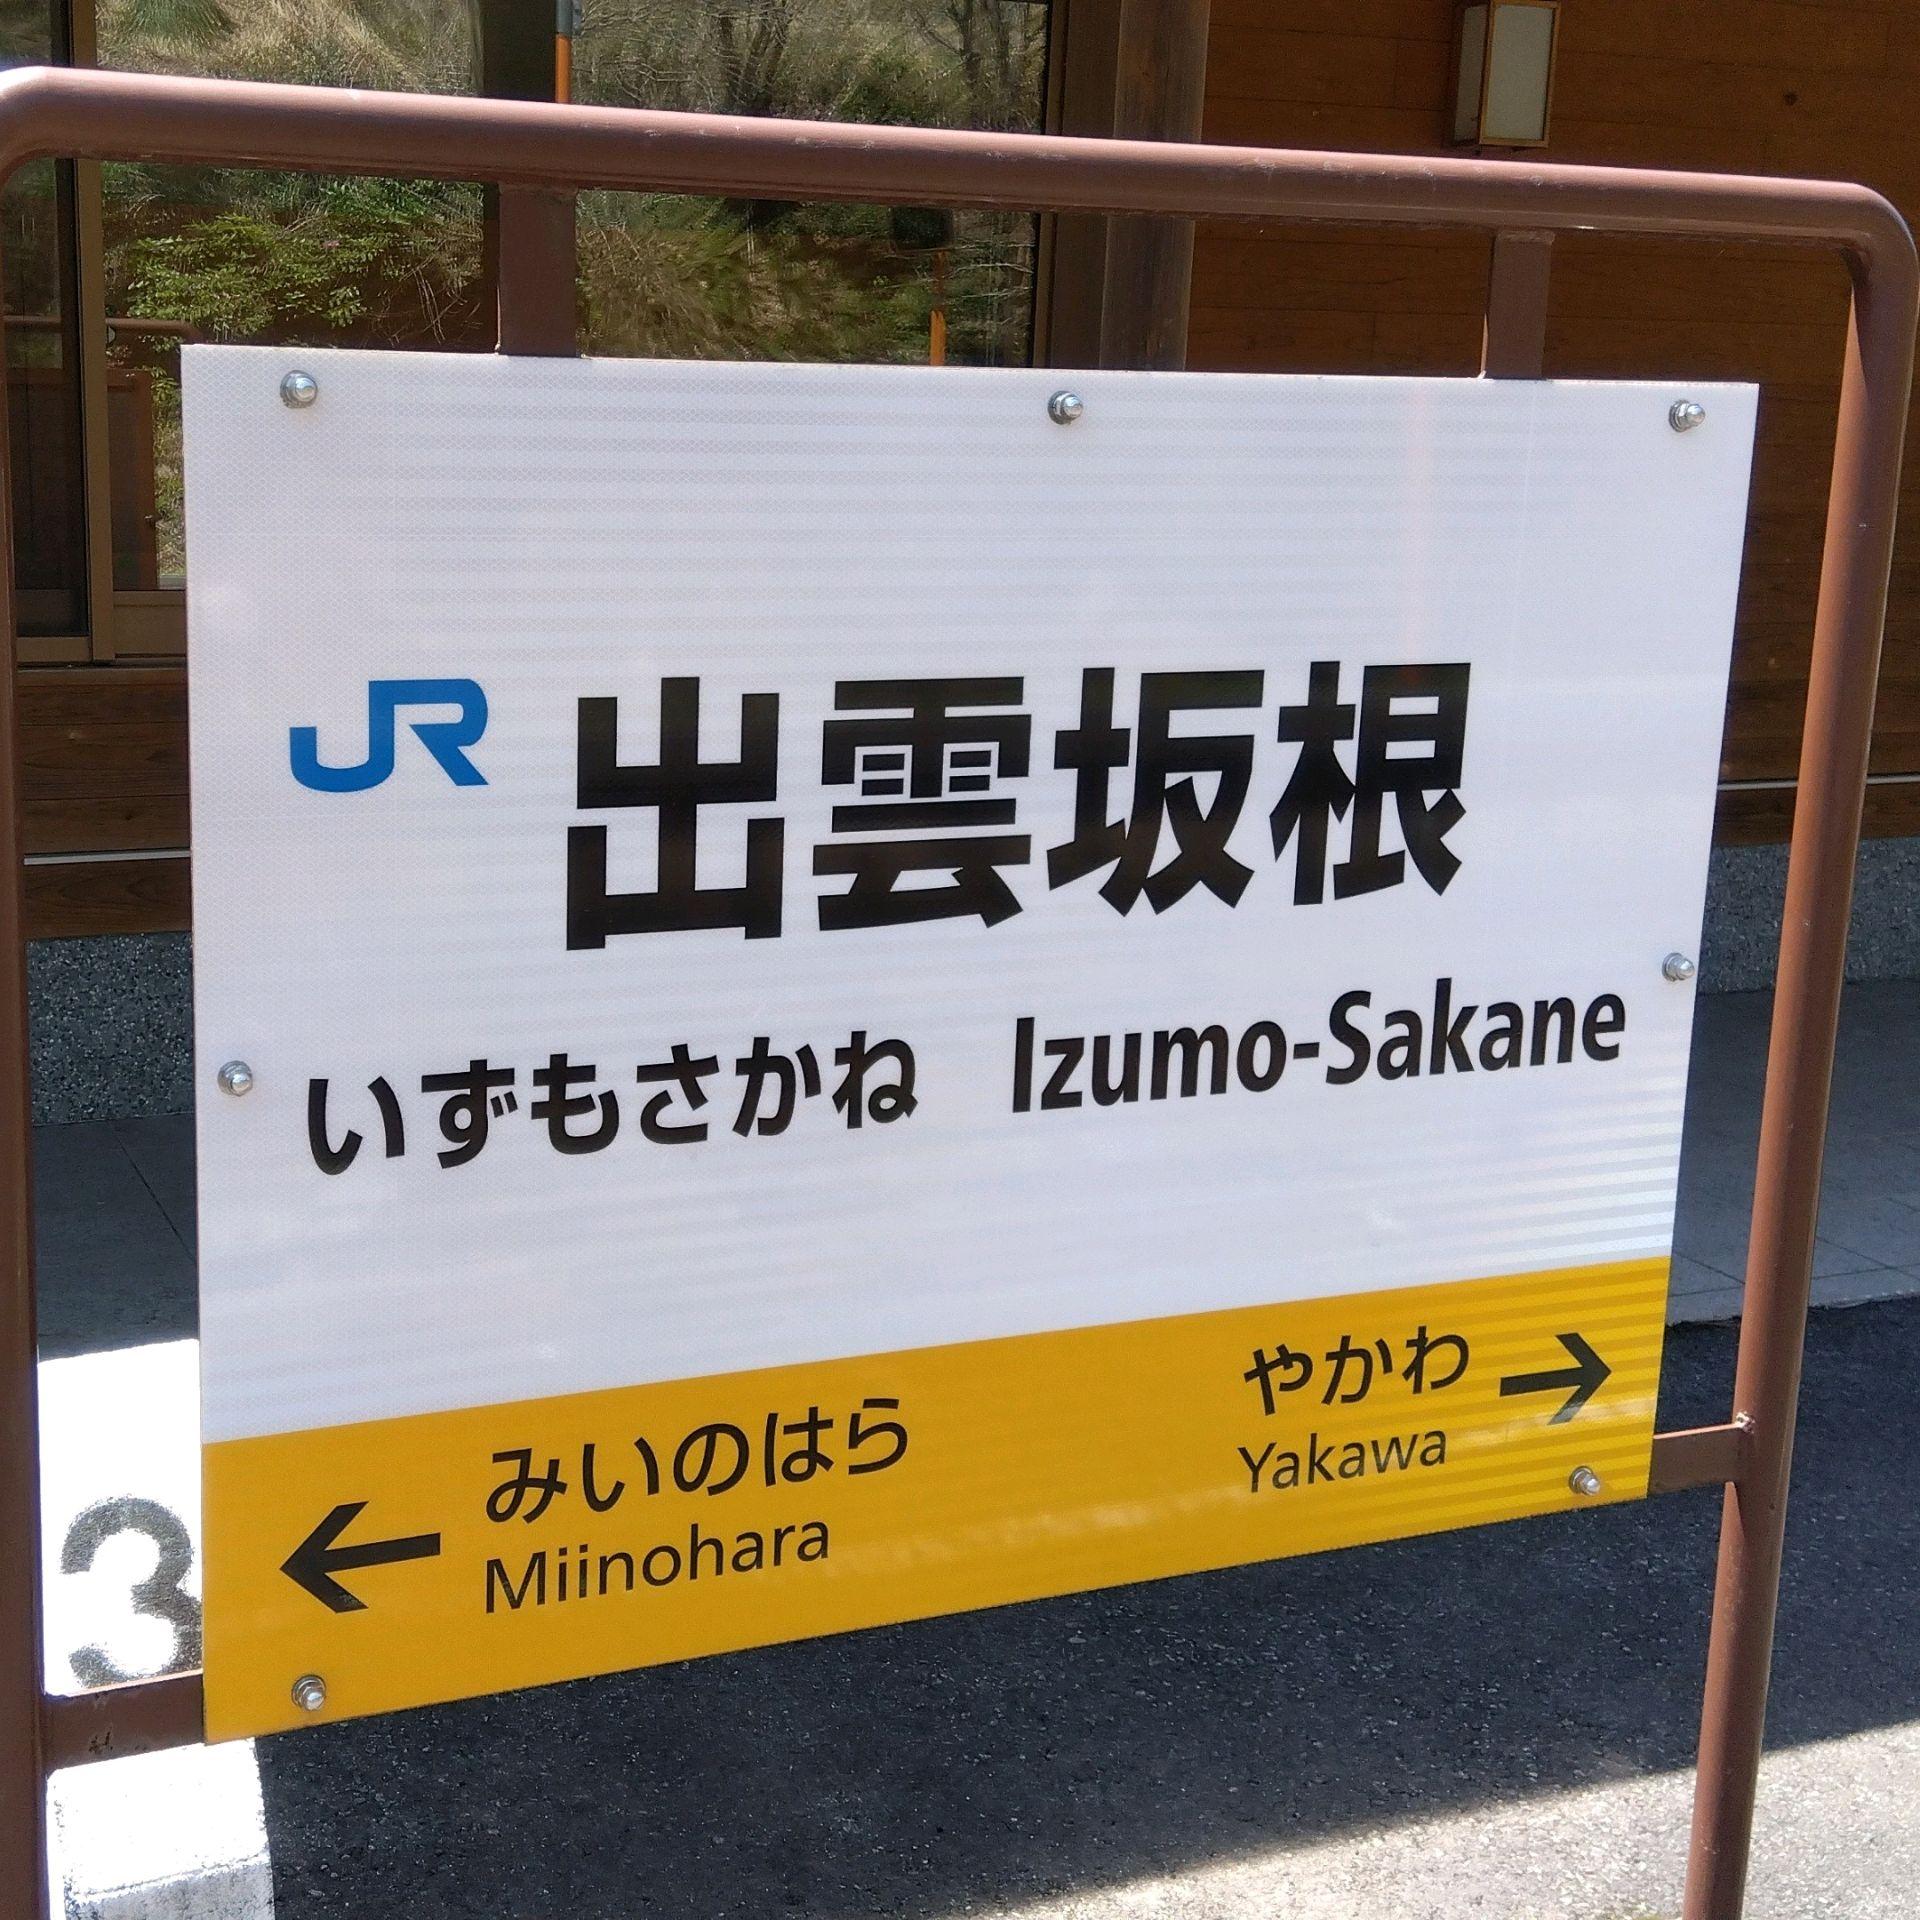 JR 出雲坂根
いずもさかね Izumo-Sakane
← みいのはら
Miinohara
やかわ →
Yakawa
3